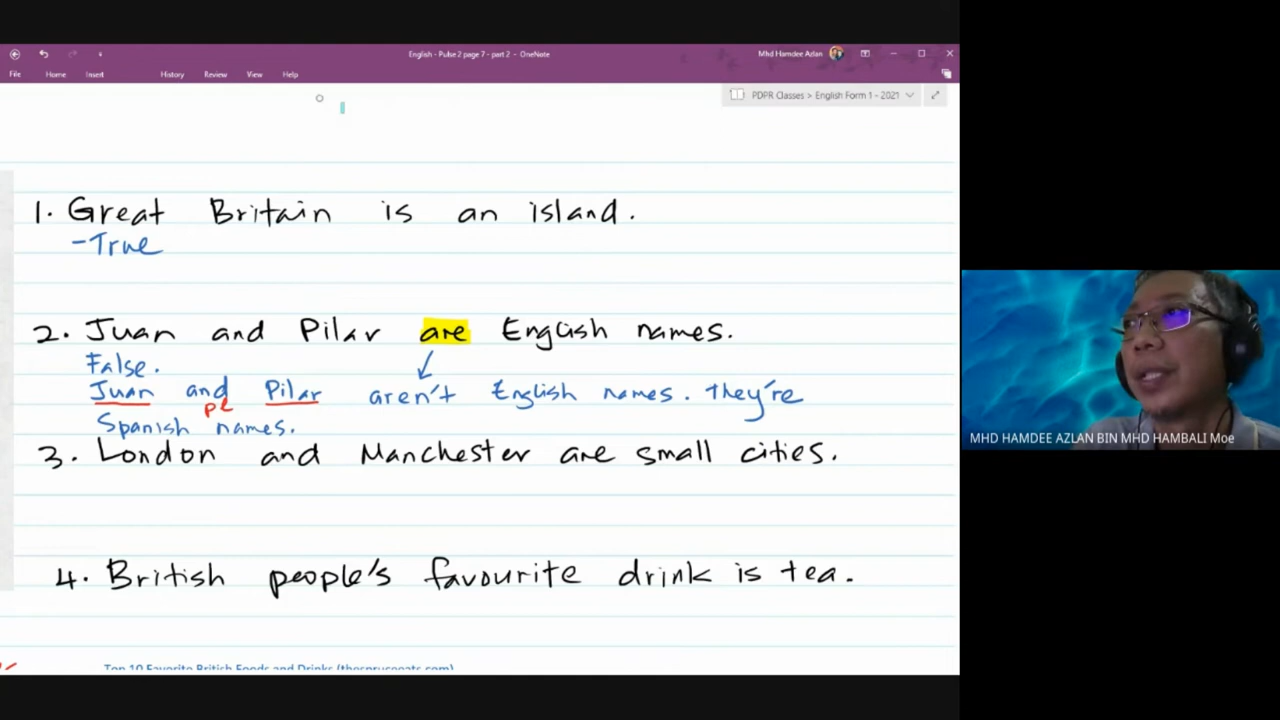 English - Pulse 2 page 7 - part 2 - OneNote
Mhd Hamdee Azlan
File Home Insert History Review View Help
PDPR Classes > English Form 1 - 2021
1. Great Britain is an island.
- True
2. Juan and Pilar are English names.
False.
Juan and Pilar aren't English names. They're
pl
Spanish names.
3. London and Manchester are small cities.
4. British people's favourite drink is tea.
Top 10 Favorite British Foods and Drinks (thespruceeats.com)
MHD HAMDEE AZLAN BIN MHD HAMBALI Moe